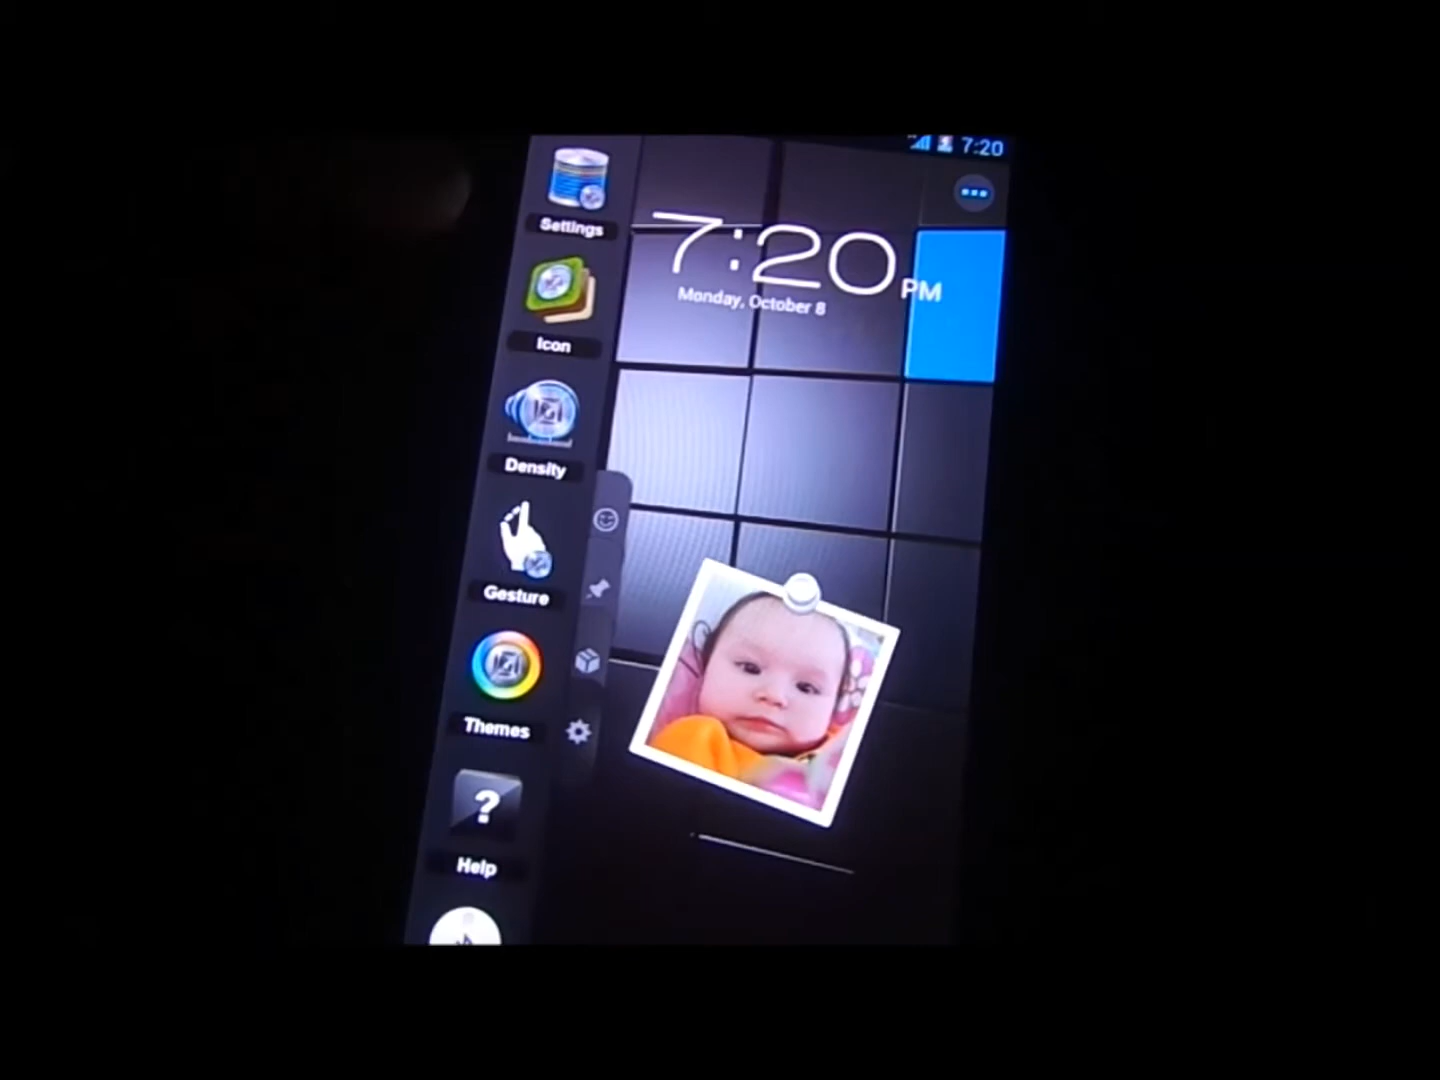 7:20
Settings
7:20 PM
Monday, October 8
Icon
Density
Gesture
Themes
?
Help